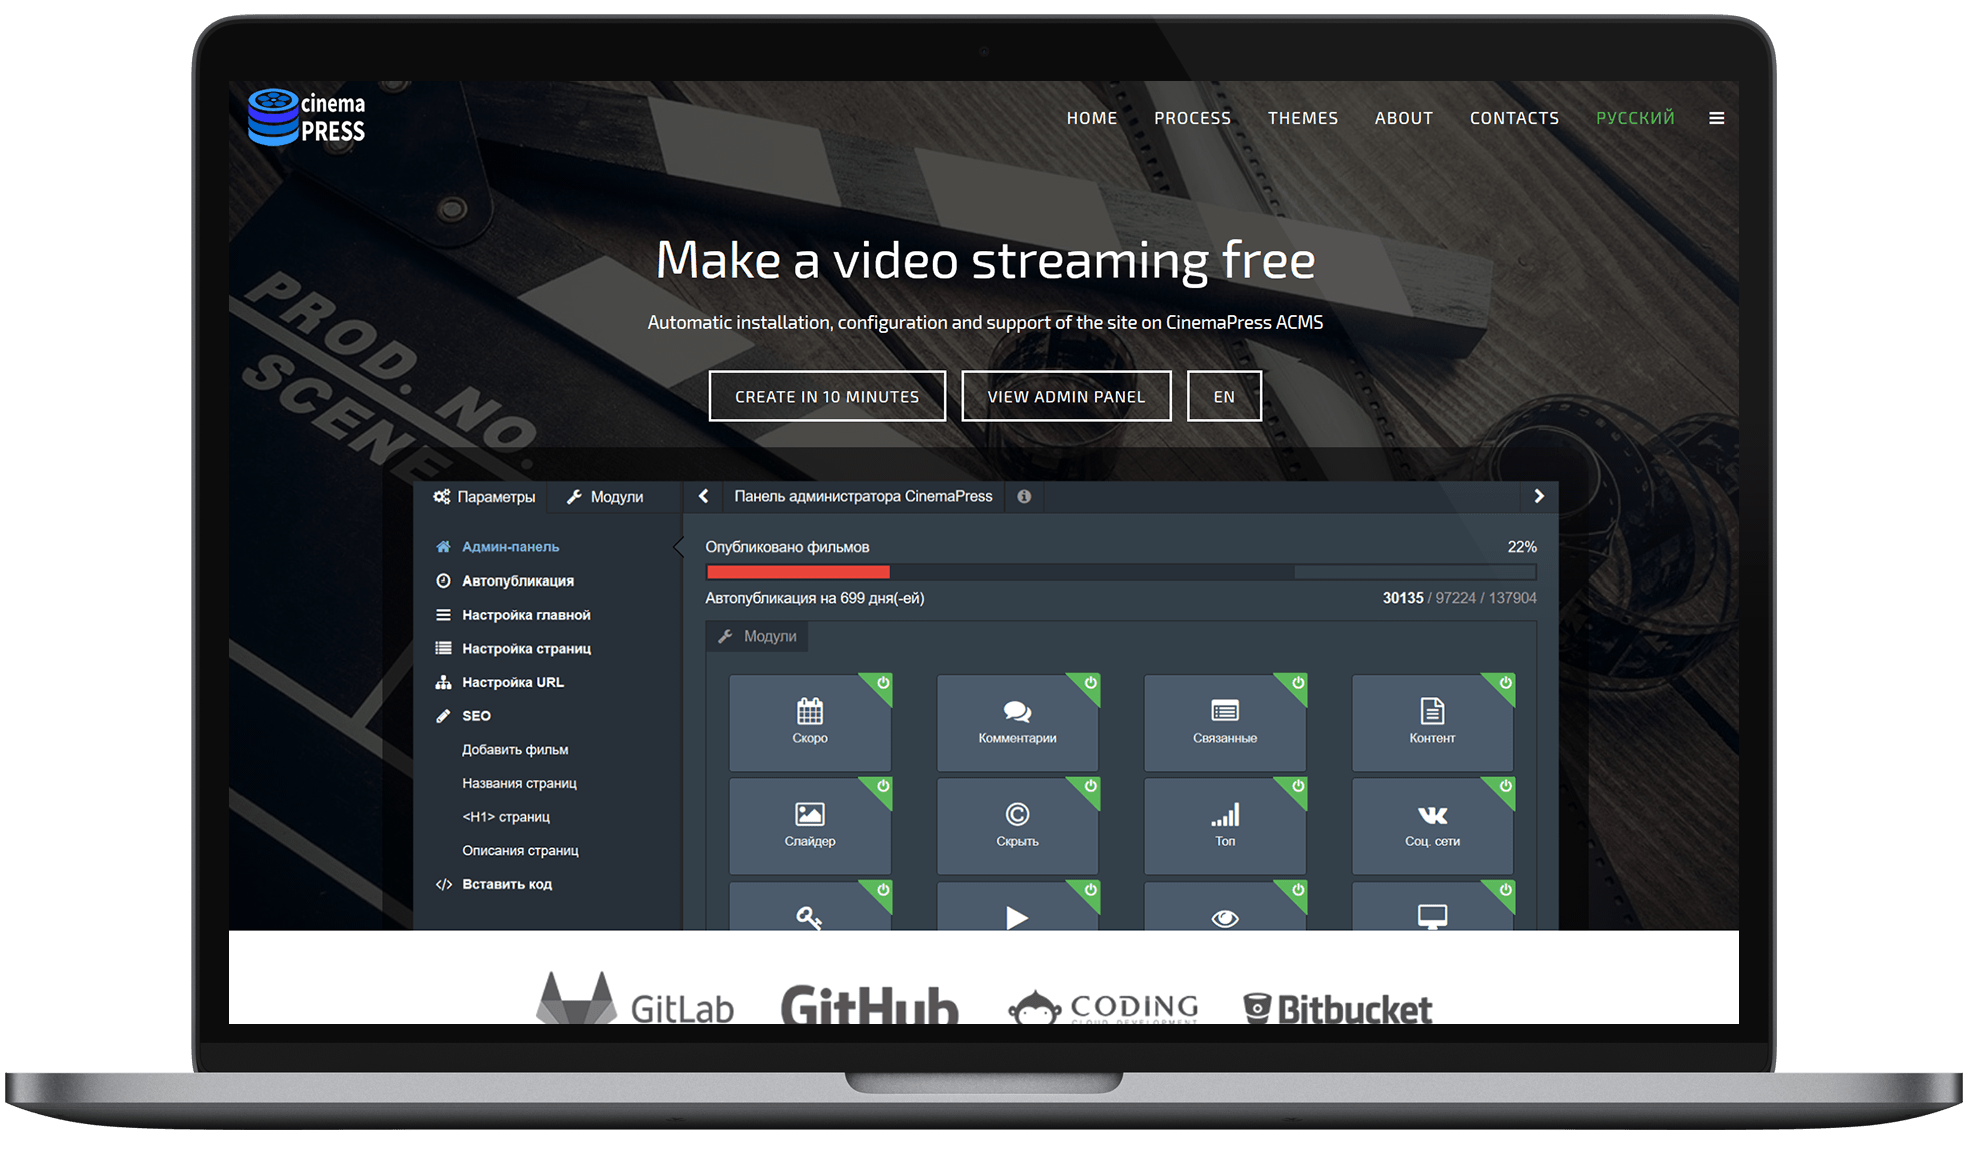 cinema
PRESS
HOME PROCESS THEMES ABOUT CONTACTS РУССКИЙ
PROD. NO.
SCENE
Make a video streaming free
Automatic installation, configuration and support of the site on CinemaPress ACMS
CREATE IN 10 MINUTES VIEW ADMIN PANEL EN
Параметры Модули Панель администратора CinemaPress
Админ-панель
Автопубликация
Настройка главной
Настройка страниц
Настройка URL
SEO
Добавить фильм
Названия страниц
<H1> страниц
Описания страниц
Вставить код
Опубликовано фильмов 22%
Автопубликация на 699 дня(-ей) 30135 / 97224 / 137904
Модули
Скоро Комментарии Связанные Контент
Слайдер Скрыть Топ Соц. сети
GitLab GitHub CODING Bitbucket
CLOUD DEVELOPMENT